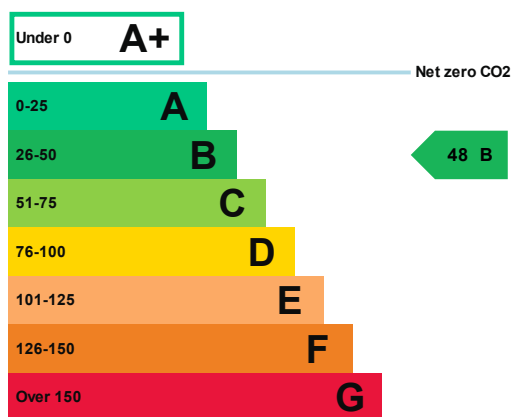 Under 0 A+
Net zero CO2
0-25 A
26-50 B
48 B
51-75 C
76-100 D
101-125 E
126-150 F
Over 150 G